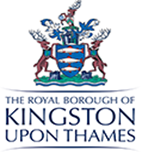 THE ROYAL BOROUGH OF
KINGSTON
UPON THAMES